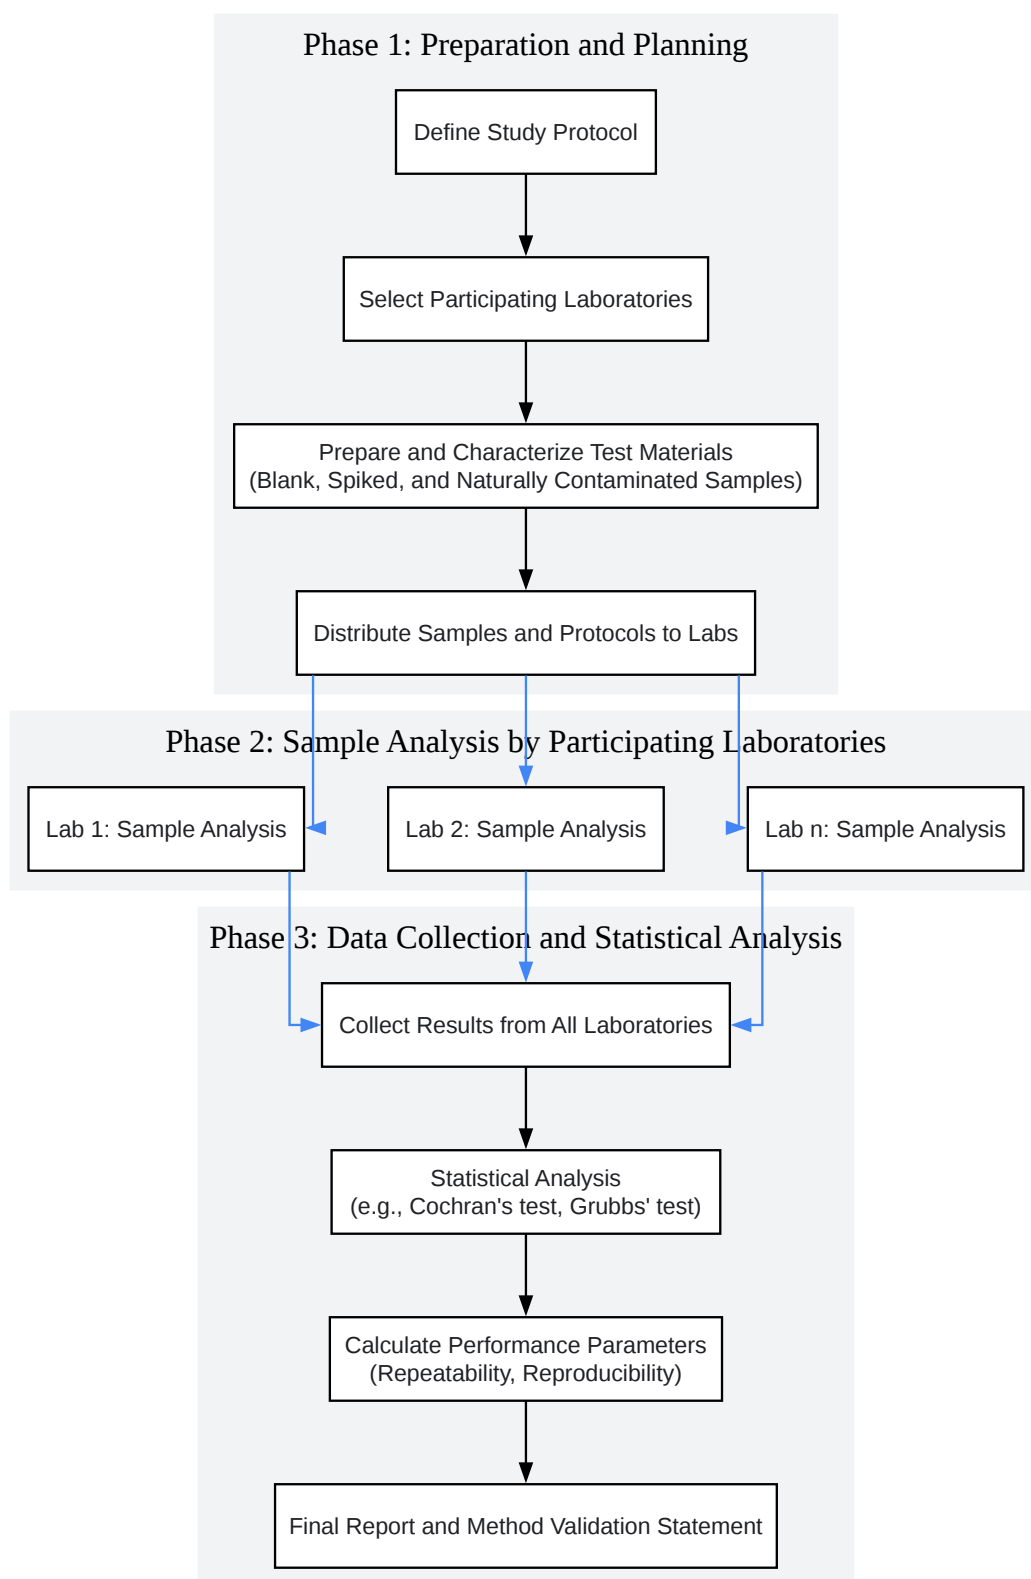 Phase 1: Preparation and Planning
Define Study Protocol
Select Participating Laboratories
Prepare and Characterize Test Materials
(Blank, Spiked, and Naturally Contaminated Samples)
Distribute Samples and Protocols to Labs
Phase 2: Sample Analysis by Participating Laboratories
Lab 1: Sample Analysis
Lab 2: Sample Analysis
Lab n: Sample Analysis
Phase 3: Data Collection and Statistical Analysis
Collect Results from All Laboratories
Statistical Analysis
(e.g., Cochran's test, Grubbs' test)
Calculate Performance Parameters
(Repeatability, Reproducibility)
Final Report and Method Validation Statement